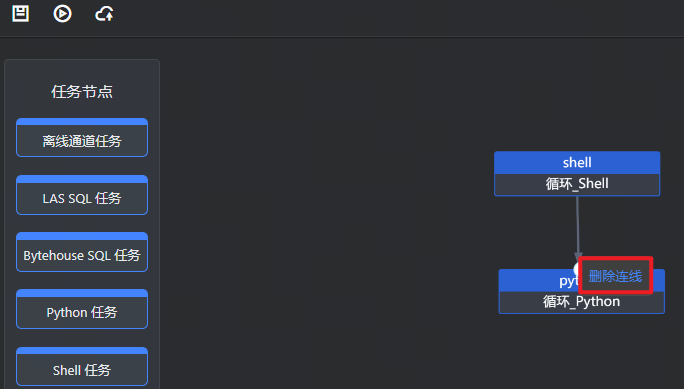 任务节点
离线通道任务
LAS SQL 任务
Bytehouse SQL 任务
Python 任务
Shell 任务
shell
循环_Shell
删除连线
循环_Python